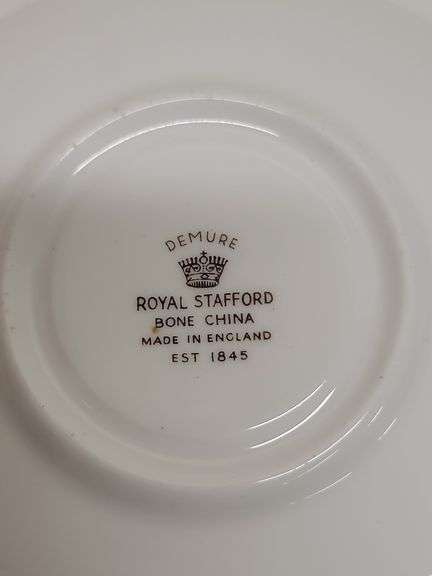 DEMURE
ROYAL STAFFORD
BONE CHINA
MADE IN ENGLAND
EST 1845